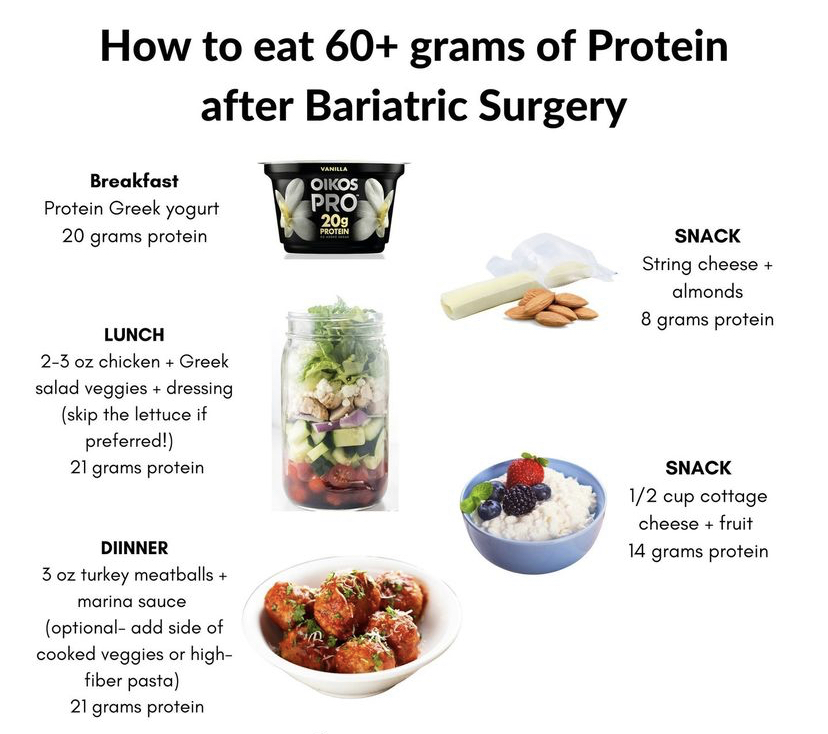 How to eat 60+ grams of Protein
after Bariatric Surgery
Breakfast
Protein Greek yogurt
20 grams protein
VANILLA
OIKOS
PRO
20g
PROTEIN
SNACK
String cheese +
almonds
8 grams protein
LUNCH
2-3 oz chicken + Greek
salad veggies + dressing
(skip the lettuce if
preferred!)
21 grams protein
SNACK
1/2 cup cottage
cheese + fruit
14 grams protein
DIINNER
3 oz turkey meatballs +
marina sauce
(optional- add side of
cooked veggies or high-
fiber pasta)
21 grams protein